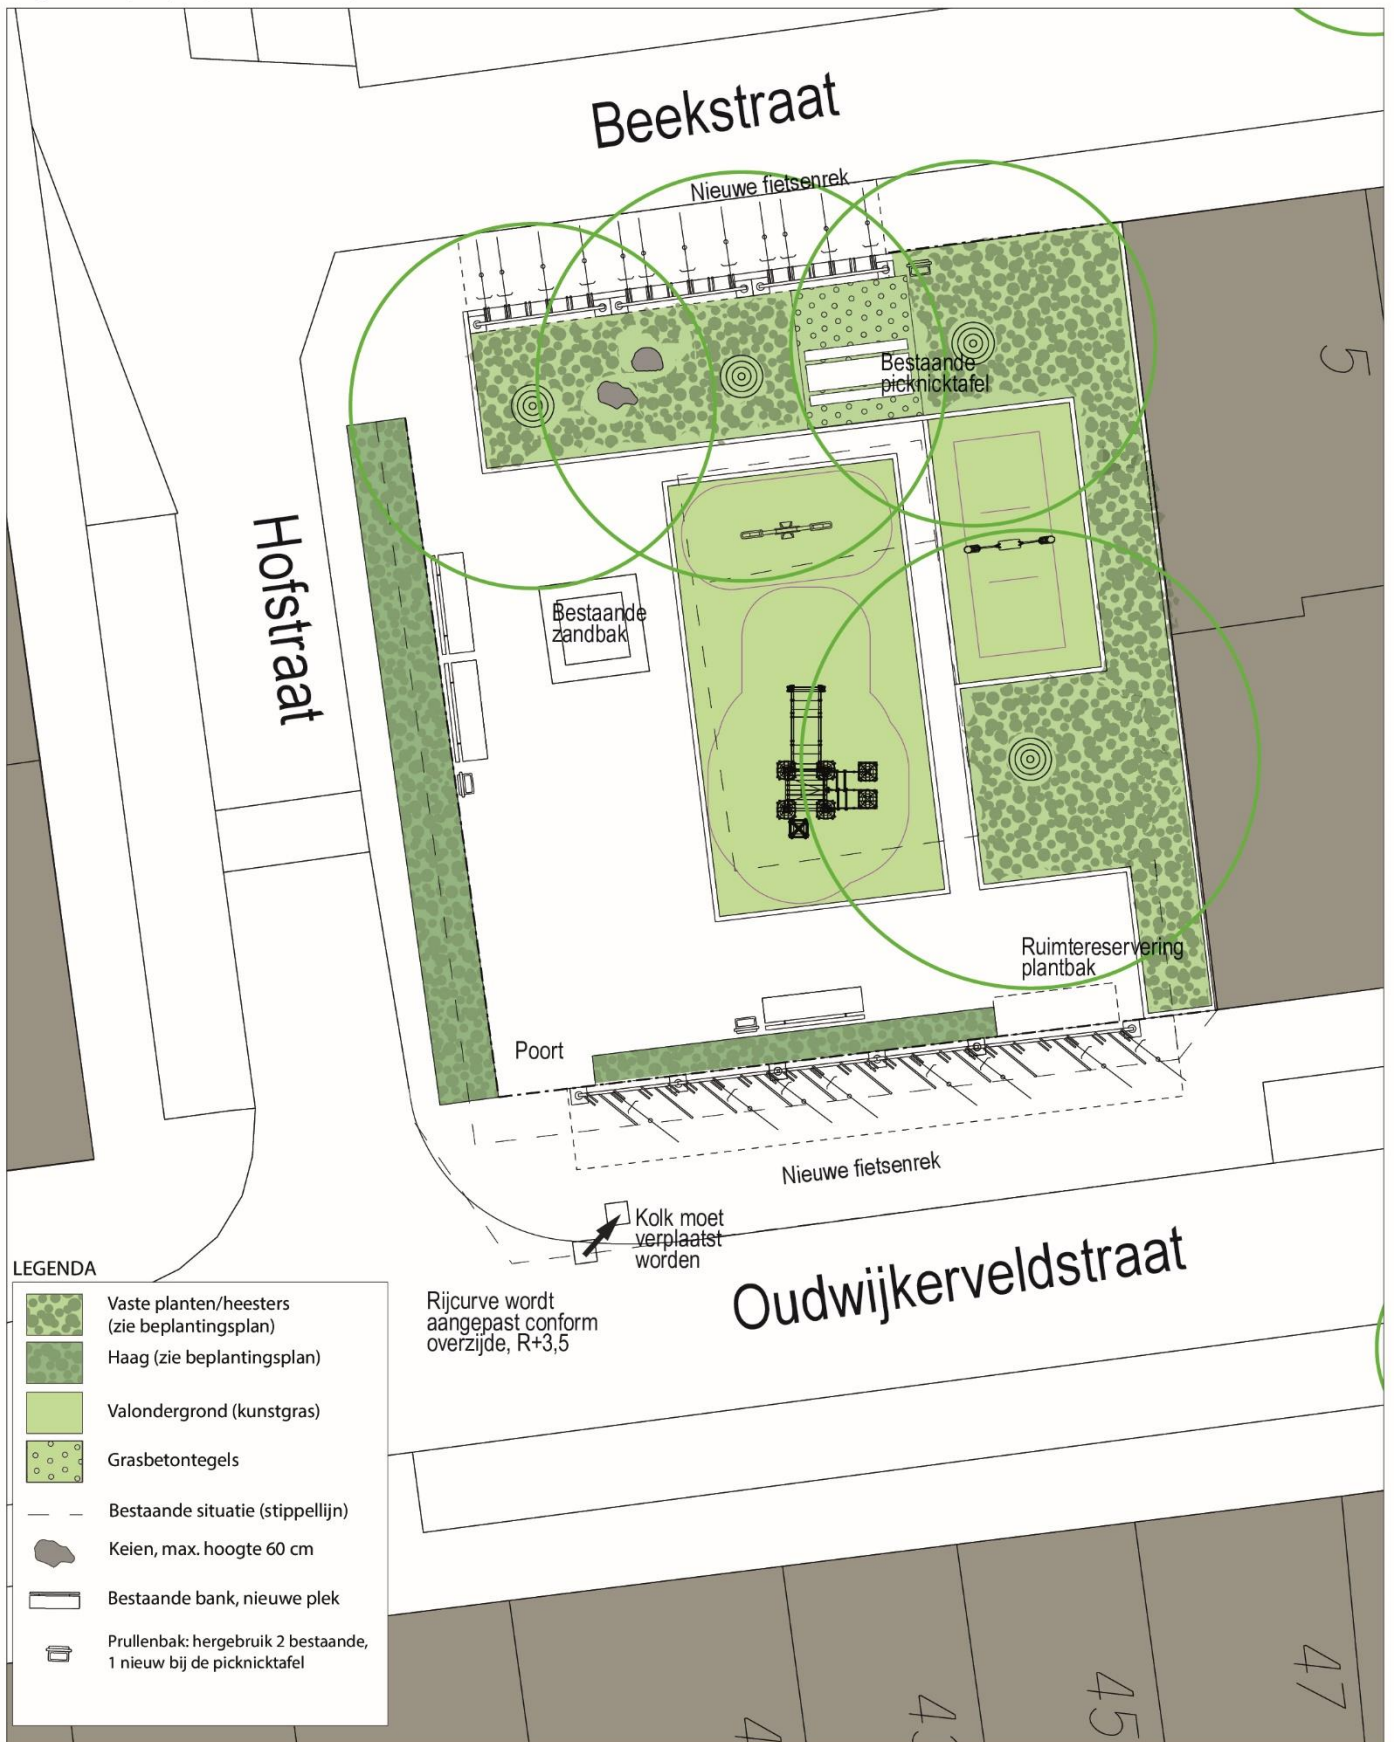 Beekstraat
Nieuwe fietsenrek
5
Bestaande
picknicktafel
Hofstraat
Bestaande
zandbak
Ruimtereservering
plantbak
Poort
Nieuwe fietsenrek
Kolk moet
verplaatst
worden
Oudwijkerveldstraat
Rijcurve wordt
aangepast conform
overzijde, R+3,5
LEGENDA
Vaste planten/heesters
(zie beplantingsplan)
Haag (zie beplantingsplan)
Valondergrond (kunstgras)
Grasbetontegels
Bestaande situatie (stippellijn)
Keien, max. hoogte 60 cm
Bestaande bank, nieuwe plek
Prullenbak: hergebruik 2 bestaande,
1 nieuw bij de picknicktafel
47
45